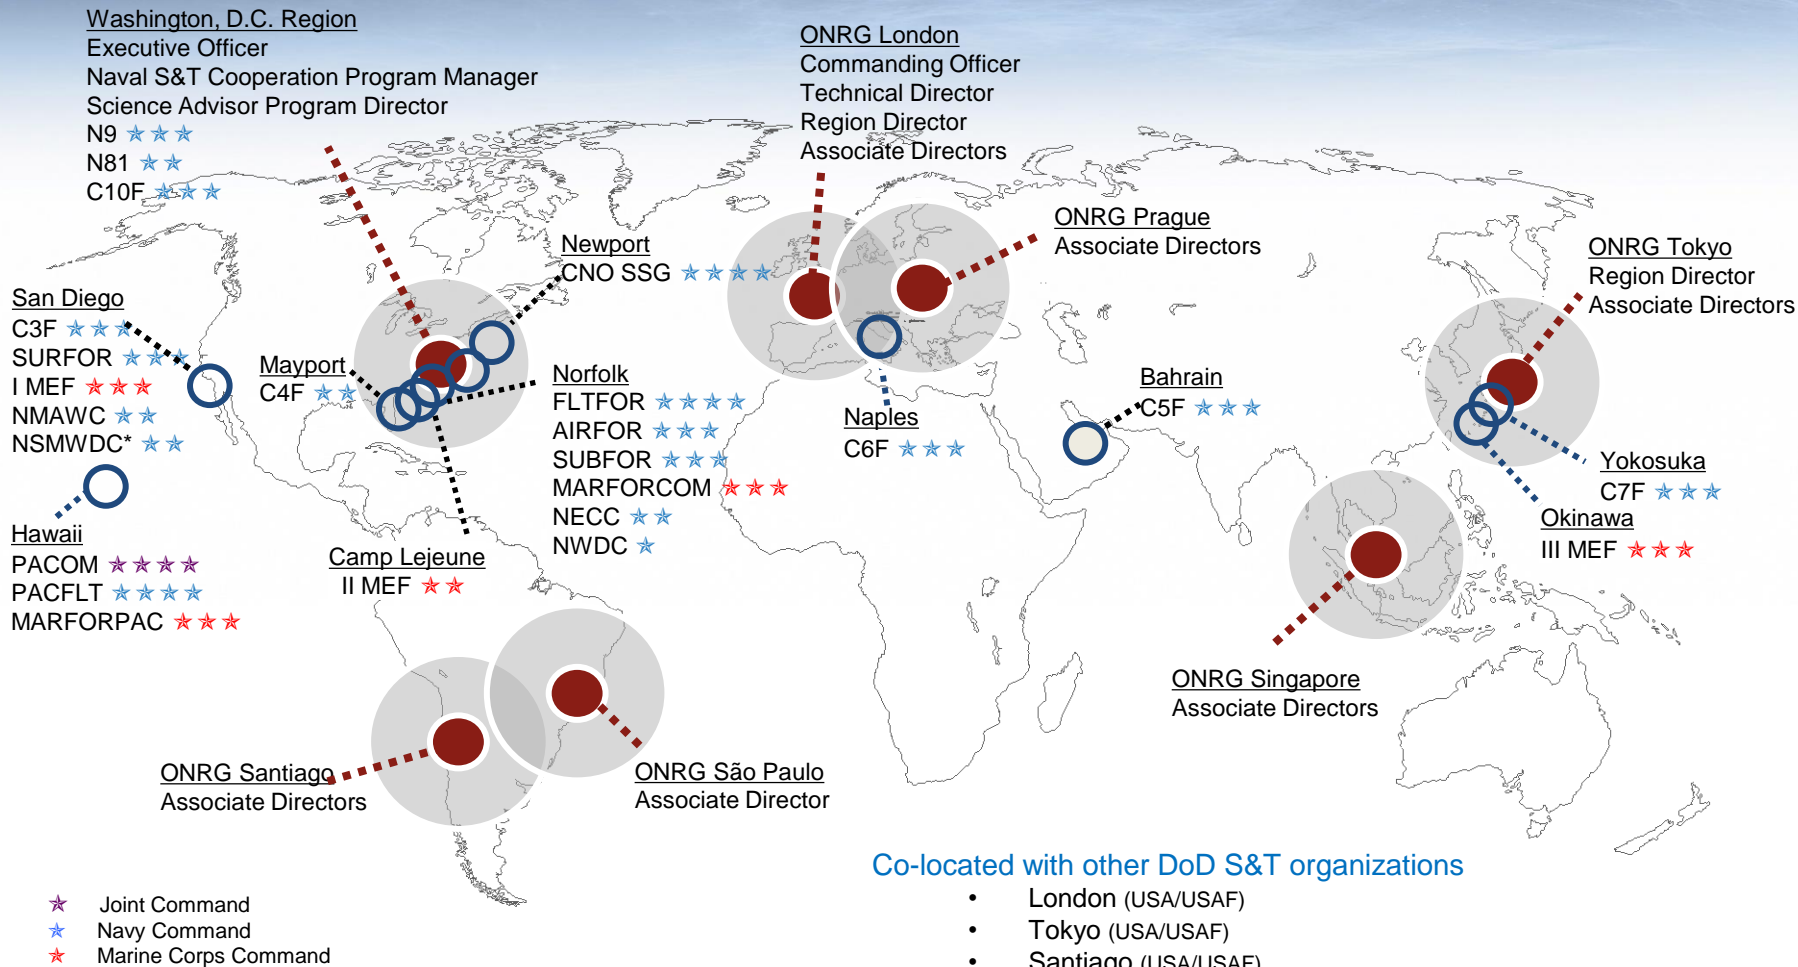 Washington, D.C. Region
Executive Officer
Naval S&T Cooperation Program Manager
Science Advisor Program Director
N9
N81
C10F
ONRG London
Commanding Officer
Technical Director
Region Director
Associate Directors
ONRG Prague
Associate Directors
ONRG Tokyo
Region Director
Associate Directors
Newport
CNO SSG
San Diego
C3F
SURFOR
I MEF
NMAWC
NSMWDC*
Mayport
C4F
Norfolk
FLTFOR
AIRFOR
SUBFOR
MARFORCOM
NECC
NWDC
Naples
C6F
Bahrain
C5F
Yokosuka
C7F
Okinawa
III MEF
Hawaii
PACOM
PACFLT
MARFORPAC
Camp Lejeune
II MEF
ONRG Singapore
Associate Directors
ONRG Santiago
Associate Directors
ONRG São Paulo
Associate Director
Co-located with other DoD S&T organizations
• London (USA/USAF)
• Tokyo (USA/USAF)
• Santiago (USA/USAF)
Joint Command
Navy Command
Marine Corps Command